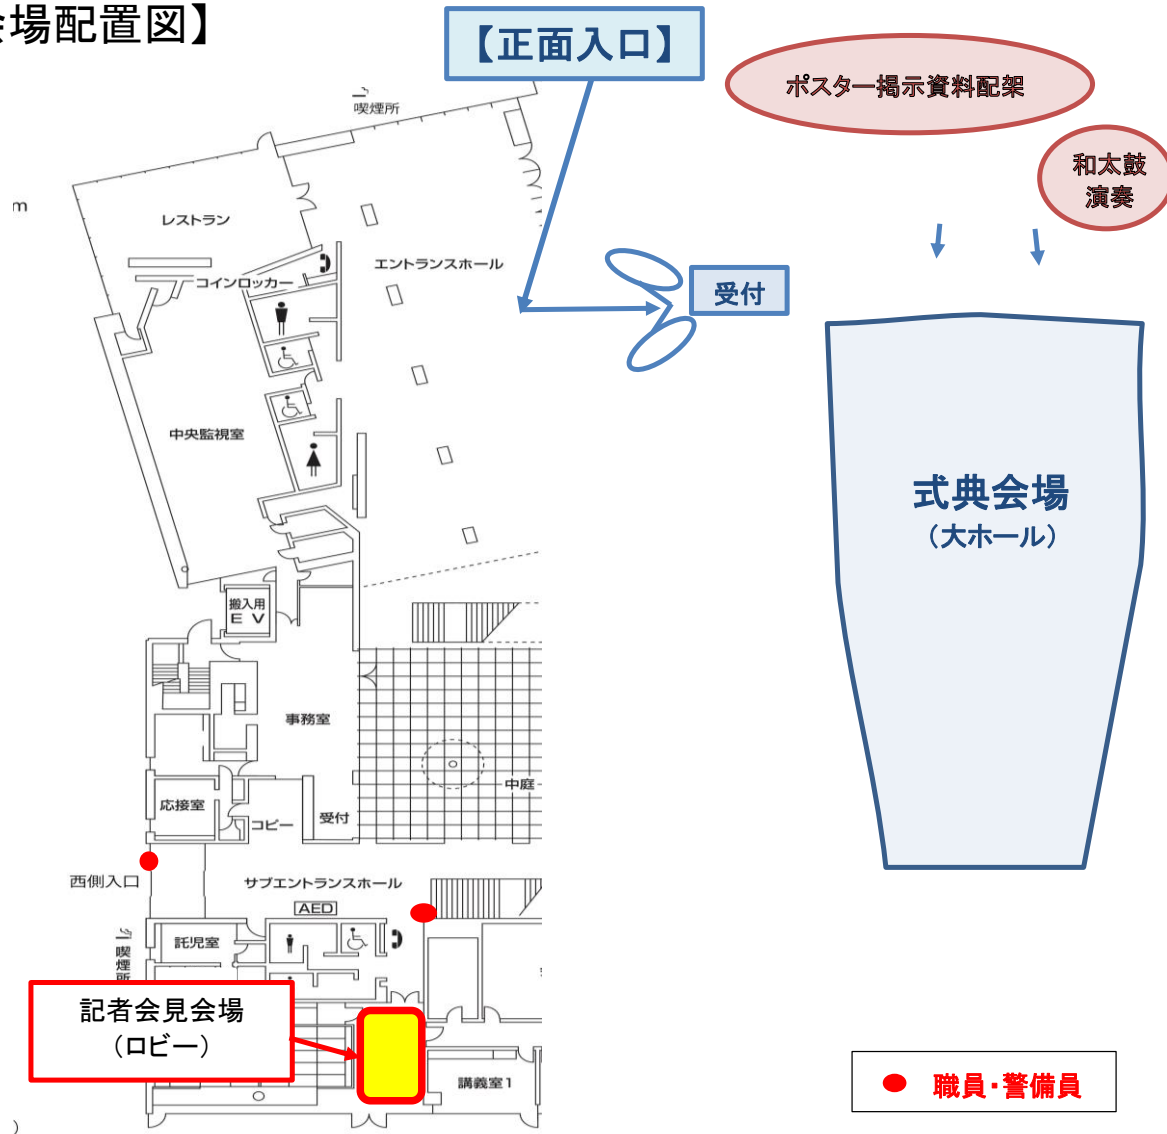 会場配置図】
【正面入口】
ポスター掲示資料配架
喫煙所
和太鼓
演奏
m
レストラン
エントランスホール
コインロッカー
受付
中央監視室
式典会場
（大ホール）
搬入用
E V
事務室
中庭
応接室
コピー
受付
西側入口
サブエントランスホール
AED
託児室
喫煙所
記者会見会場
（ロビー）
講義室1
職員・警備員
)